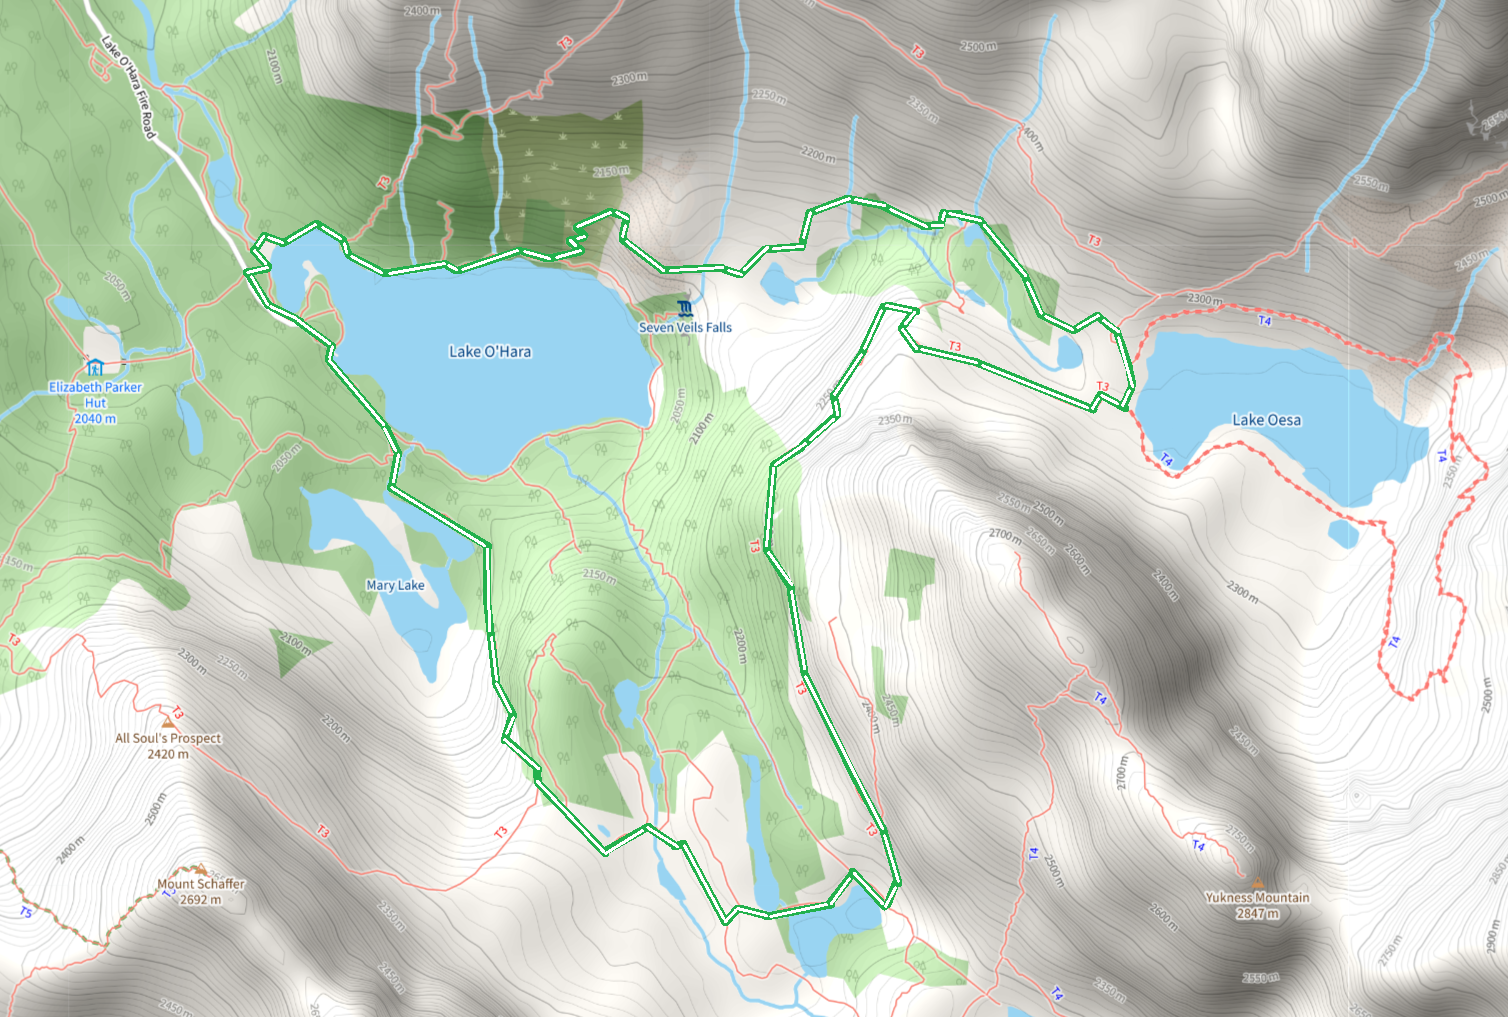 2400 m
T3
T3
2500 m
Lake O'Hara Fire Road
2100 m
2300 m
2250 m
2350 m
2400 m
2200 m
2150 m
T3
2550 m
2500 m
T3
2450 m
2050 m
2300 m
T4
Seven Veils Falls
Lake O'Hara
T3
Elizabeth Parker
Hut
2040 m
T3
2250 m
2050 m
2100 m
2350 m
Lake Oesa
T4
T4
2050 m
2350 m
2550 m
2500 m
2700 m
2650 m
2600 m
T3
150 m
2150 m
Mary Lake
2400 m
2300 m
T3
2100 m
2200 m
T4
2300 m
2250 m
T3
T4
2500 m
2400 m
2450 m
T3
2200 m
All Soul's Prospect
2420 m
2450 m
2700 m
2500 m
T3
T3
T3
2750 m
T4
2400 m
T4
2500 m
2850 m
Mount Schaffer
2692 m
Yukness Mountain
2847 m
T5
2350 m
2600 m
2900 m
2750 m
2450 m
2550 m
T4
2350 m
2450 m